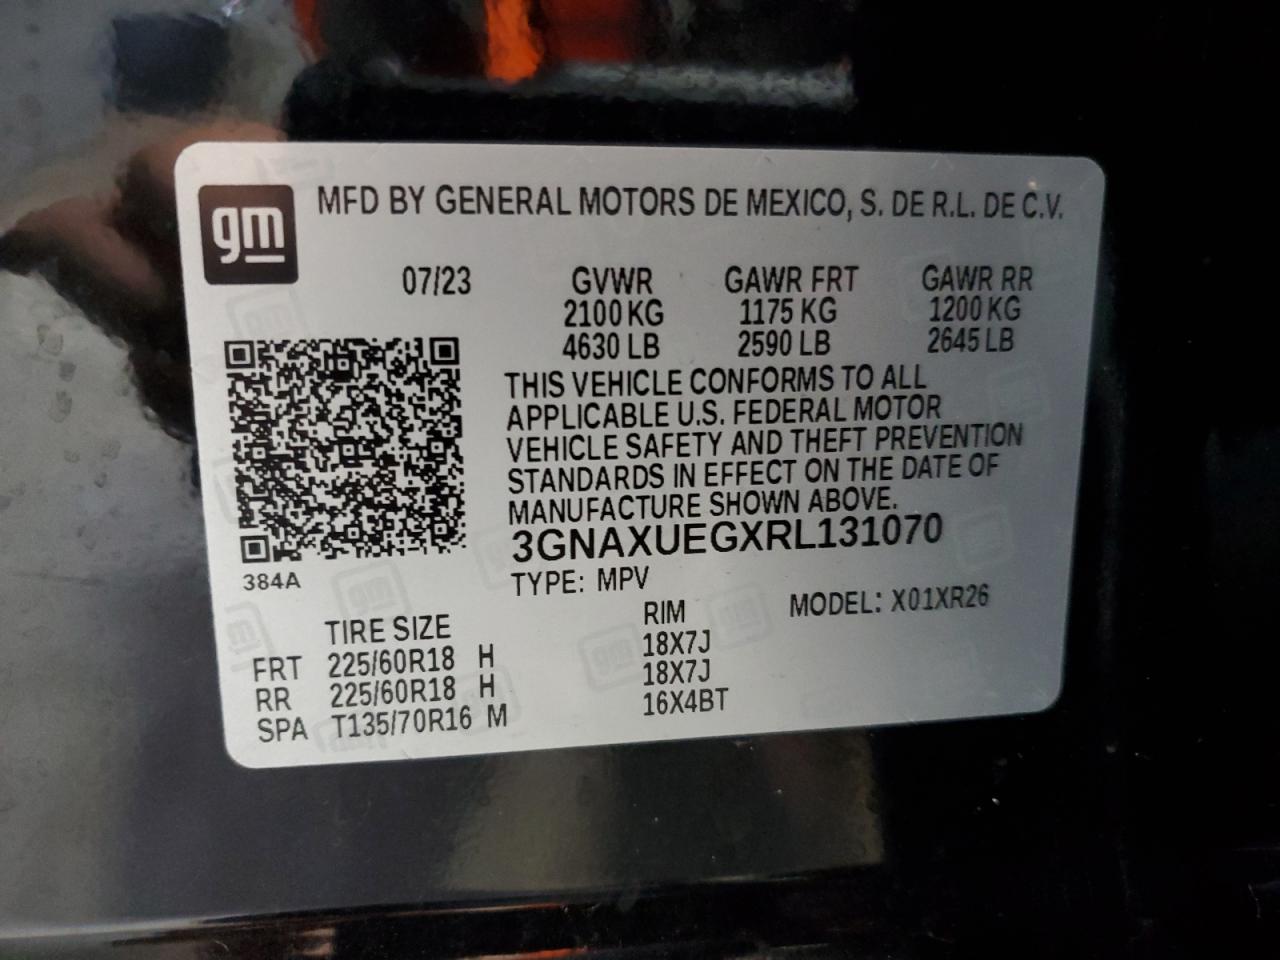 gm
MFD BY GENERAL MOTORS DE MEXICO, S. DE R.L. DE C.V.
07/23 GVWR GAWR FRT GAWR RR
2100 KG 1175 KG 1200 KG
4630 LB 2590 LB 2645 LB
THIS VEHICLE CONFORMS TO ALL
APPLICABLE U.S. FEDERAL MOTOR
VEHICLE SAFETY AND THEFT PREVENTION
STANDARDS IN EFFECT ON THE DATE OF
MANUFACTURE SHOWN ABOVE.
3GNAXUEGXRL131070
384A
TYPE: MPV
MODEL: X01XR26
TIRE SIZE RIM
FRT 225/60R18 H 18X7J
RR 225/60R18 H 18X7J
SPA T135/70R16 M 16X4BT